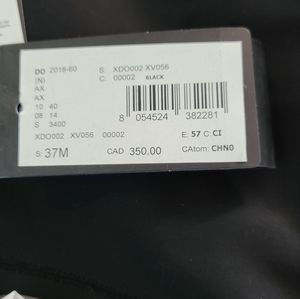 DO 2018-60 S: XDO002 XV056
(N) C: 00002 BLACK
AX
AX
10 40
08 14
S 3400
8 054524 382281
XDO002 XV056 00002 E: 57 C: CI
S: 37M CAD 350.00 CAtom: CHN0